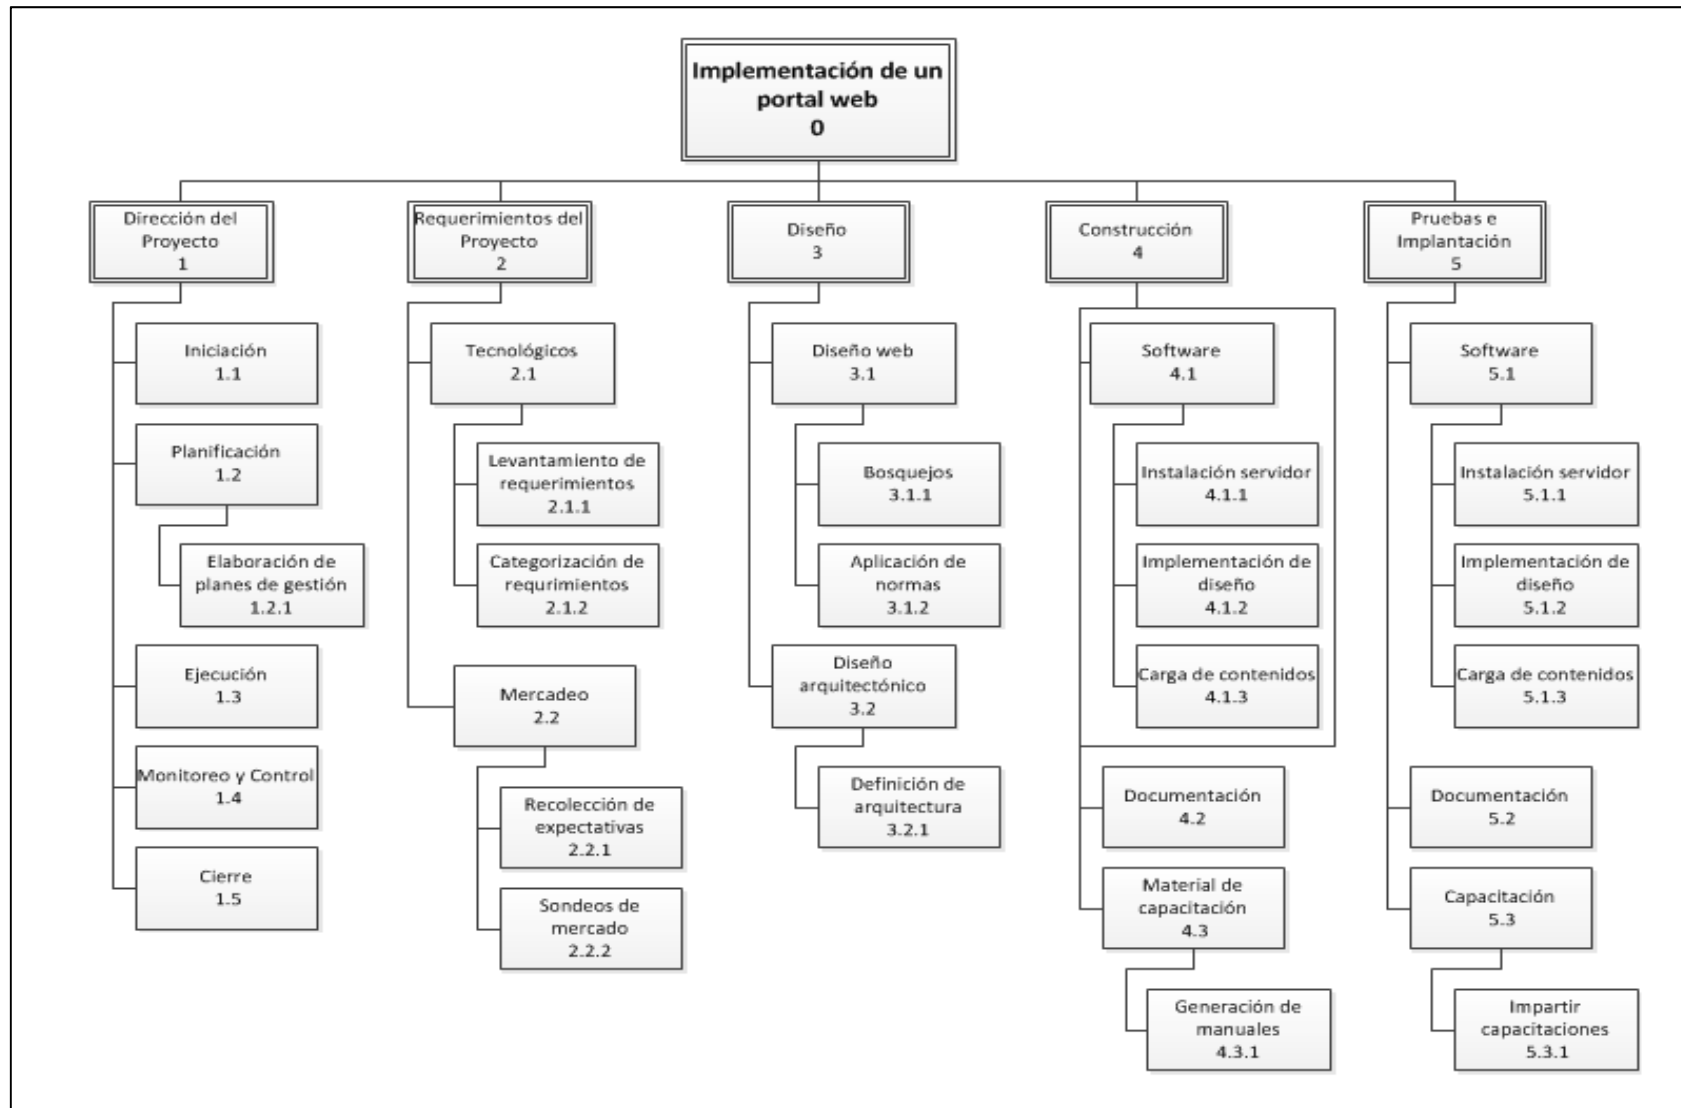 Implementación de un
portal web
0
Dirección del
Proyecto
1
Iniciación
1.1
Planificación
1.2
Elaboración de
planes de gestión
1.2.1
Ejecución
1.3
Monitoreo y Control
1.4
Cierre
1.5
Requerimientos del
Proyecto
2
Tecnológicos
2.1
Levantamiento de
requerimientos
2.1.1
Categorización de
requrimientos
2.1.2
Mercadeo
2.2
Recolección de
expectativas
2.2.1
Sondeos de
mercado
2.2.2
Diseño
3
Diseño web
3.1
Bosquejos
3.1.1
Aplicación de
normas
3.1.2
Diseño
arquitectónico
3.2
Definición de
arquitectura
3.2.1
Construcción
4
Software
4.1
Instalación servidor
4.1.1
Implementación de
diseño
4.1.2
Carga de contenidos
4.1.3
Documentación
4.2
Material de
capacitación
4.3
Generación de
manuales
4.3.1
Pruebas e
Implantación
5
Software
5.1
Instalación servidor
5.1.1
Implementación de
diseño
5.1.2
Carga de contenidos
5.1.3
Documentación
5.2
Capacitación
5.3
Impartir
capacitaciones
5.3.1